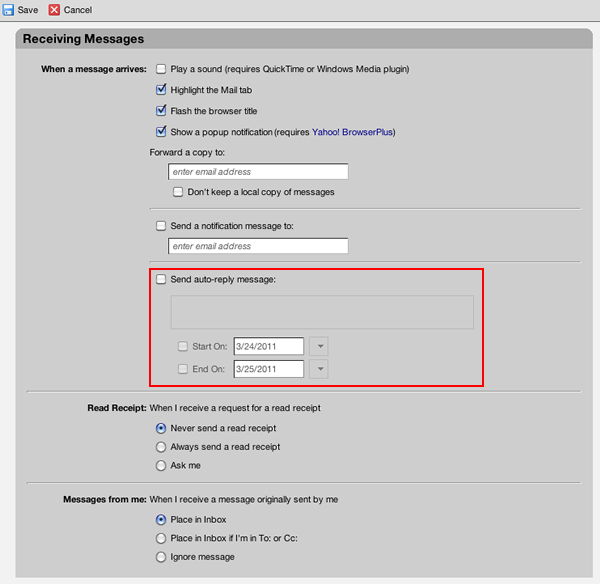 Save Cancel
Receiving Messages
When a message arrives: Play a sound (requires QuickTime or Windows Media plugin)
Highlight the Mail tab
Flash the browser title
Show a popup notification (requires Yahoo! BrowserPlus)
Forward a copy to:
enter email address
Don't keep a local copy of messages
Send a notification message to:
enter email address
Send auto-reply message:
Start On: 3/24/2011
End On: 3/25/2011
Read Receipt: When I receive a request for a read receipt
Never send a read receipt
Always send a read receipt
Ask me
Messages from me: When I receive a message originally sent by me
Place in Inbox
Place in Inbox if I'm in To: or Cc:
Ignore message